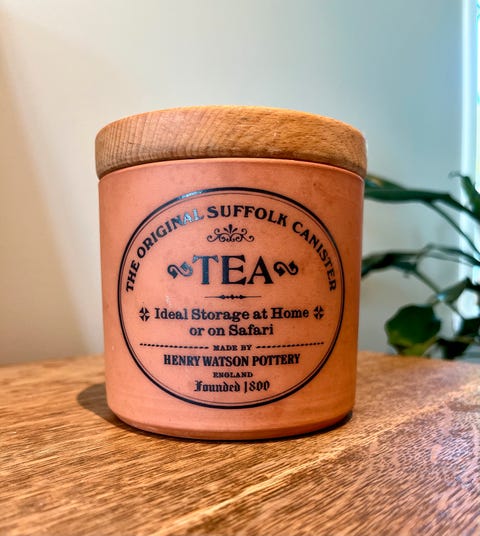 THE ORIGINAL SUFFOLK CANISTER
TEA
Ideal Storage at Home
or on Safari
MADE BY
HENRY WATSON POTTERY
ENGLAND
Founded 1800